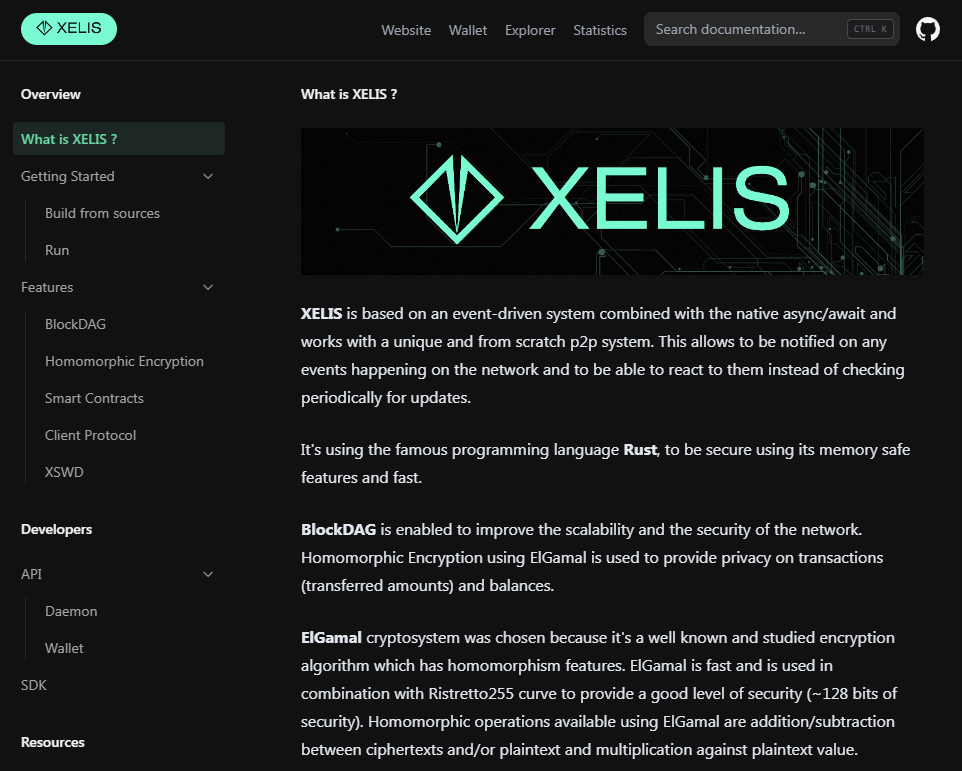 XELIS
Website Wallet Explorer Statistics Search documentation... CTRL K
Overview
What is XELIS ?
Getting Started
Build from sources
Run
Features
BlockDAG
Homomorphic Encryption
Smart Contracts
Client Protocol
XSWD
Developers
API
Daemon
Wallet
SDK
Resources
What is XELIS ?
XELIS
XELIS is based on an event-driven system combined with the native async/await and
works with a unique and from scratch p2p system. This allows to be notified on any
events happening on the network and to be able to react to them instead of checking
periodically for updates.
It's using the famous programming language Rust, to be secure using its memory safe
features and fast.
BlockDAG is enabled to improve the scalability and the security of the network.
Homomorphic Encryption using ElGamal is used to provide privacy on transactions
(transferred amounts) and balances.
ElGamal cryptosystem was chosen because it's a well known and studied encryption
algorithm which has homomorphism features. ElGamal is fast and is used in
combination with Ristretto255 curve to provide a good level of security (~128 bits of
security). Homomorphic operations available using ElGamal are addition/subtraction
between ciphertexts and/or plaintext and multiplication against plaintext value.